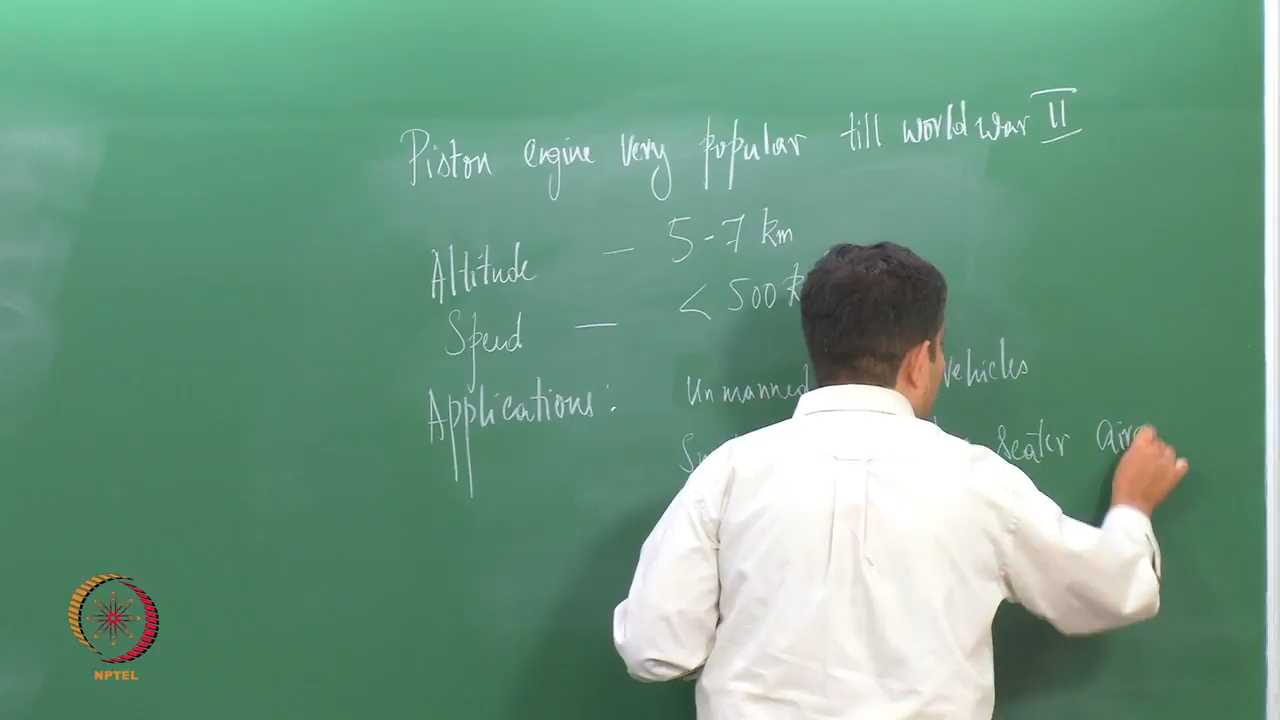 Piston engine very popular till world war II
Altitude – 5-7 km
Speed – < 500
Applications : Unmanned vehicles
seater
NPTEL